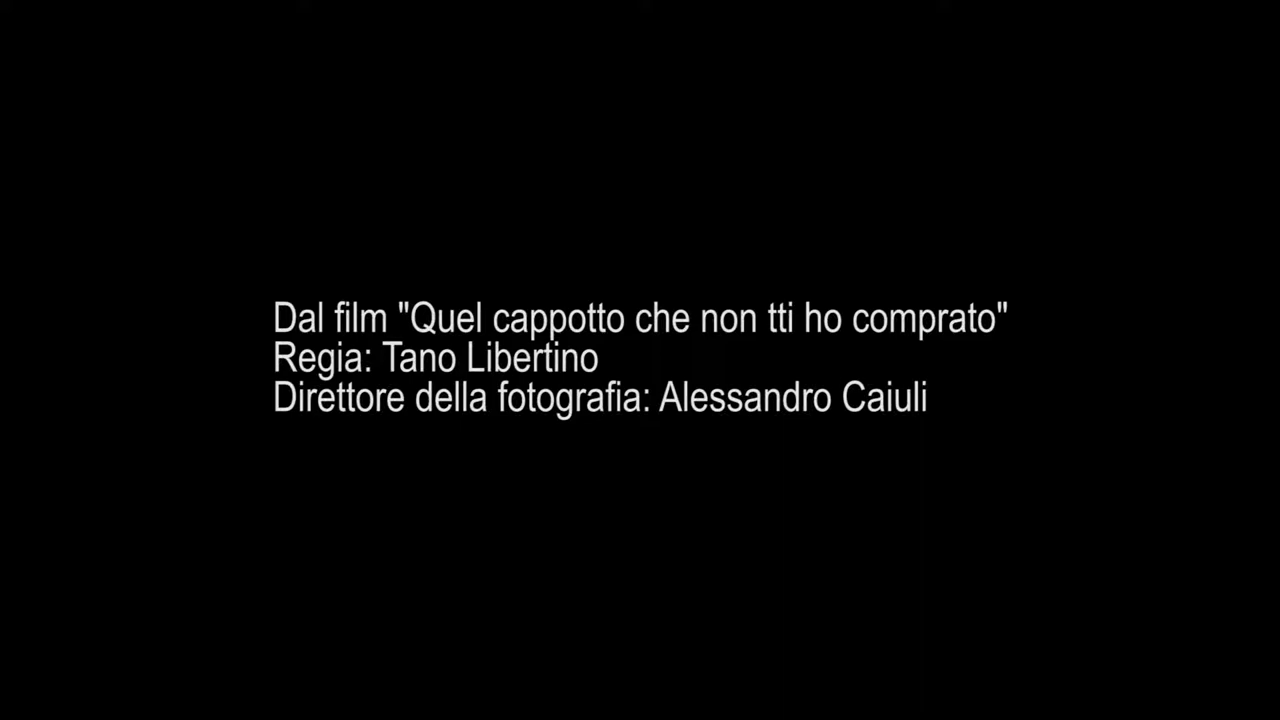 Dal film "Quel cappotto che non tti ho comprato"
Regia: Tano Libertino
Direttore della fotografia: Alessandro Caiuli